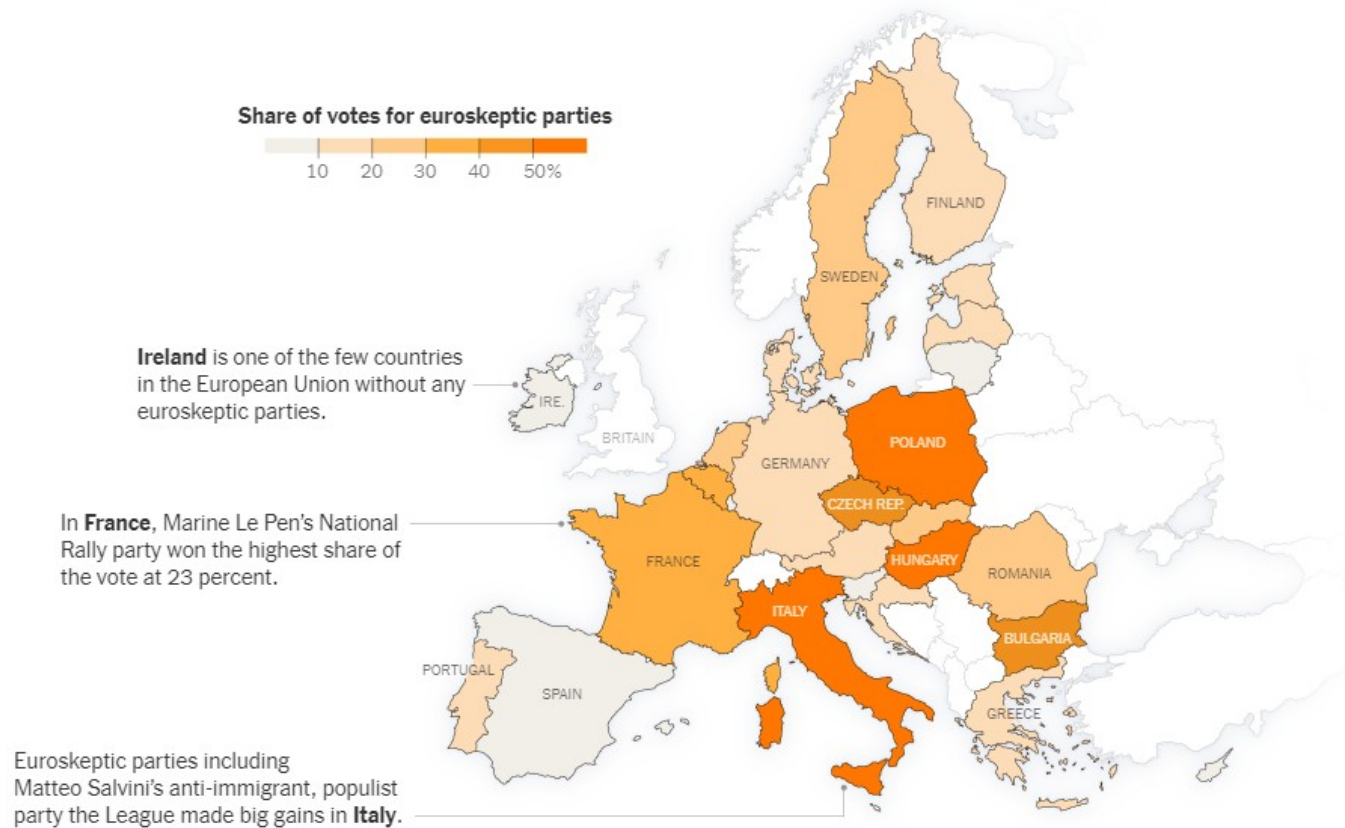 Share of votes for euroskeptic parties
10 20 30 40 50%
FINLAND
SWEDEN
Ireland is one of the few countries
in the European Union without any
euroskeptic parties.
IRE.
BRITAIN
POLAND
GERMANY
CZECH REP.
In France, Marine Le Pen’s National
Rally party won the highest share of
the vote at 23 percent.
FRANCE
HUNGARY
ROMANIA
ITALY
BULGARIA
PORTUGAL
SPAIN
GREECE
Euroskeptic parties including
Matteo Salvini’s anti-immigrant, populist
party the League made big gains in Italy.